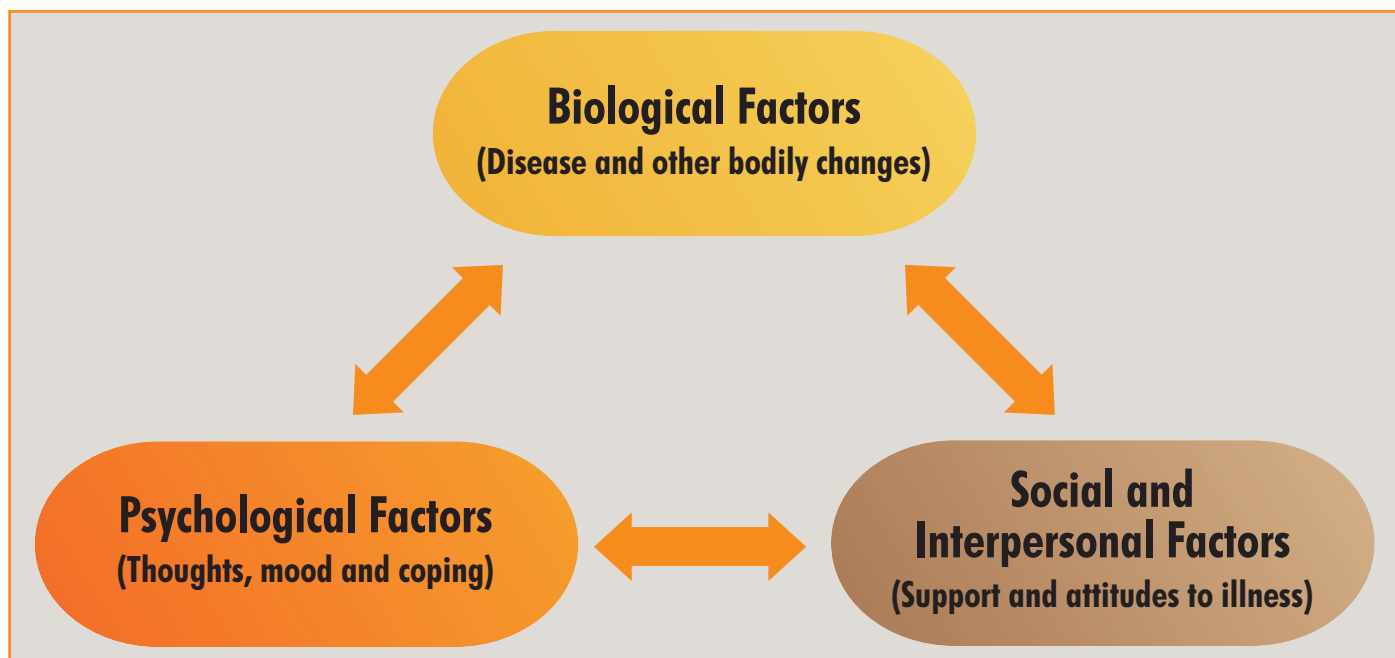 Biological Factors
(Disease and other bodily changes)
Psychological Factors
(Thoughts, mood and coping)
Social and
Interpersonal Factors
(Support and attitudes to illness)